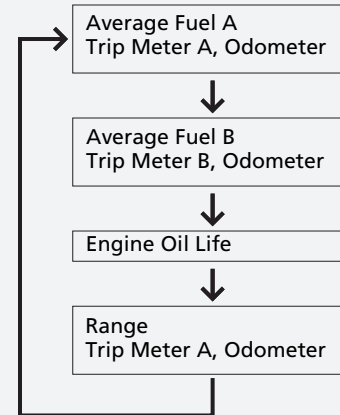 Average Fuel A
Trip Meter A, Odometer
Average Fuel B
Trip Meter B, Odometer
Engine Oil Life
Range
Trip Meter A, Odometer